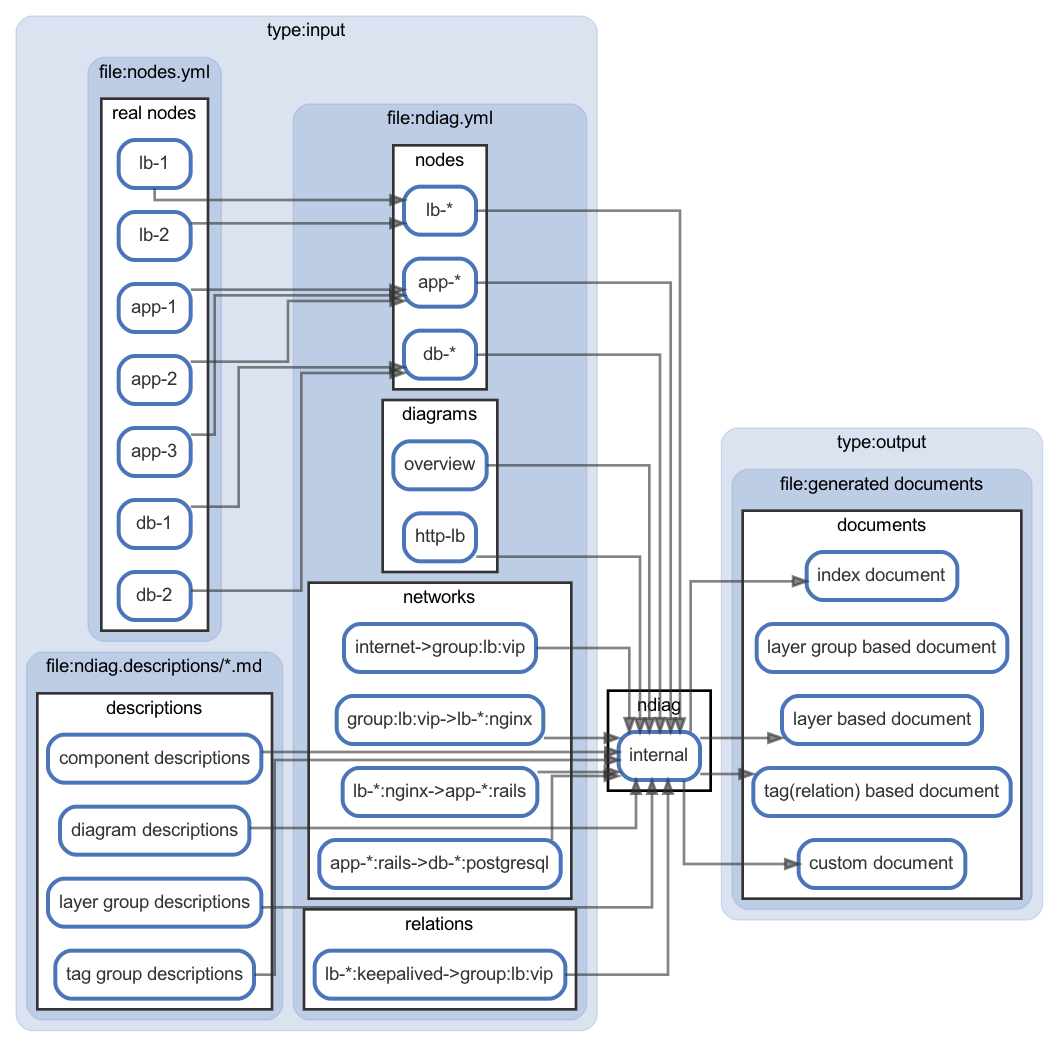 type:input
file:nodes.yml
real nodes
lb-1
lb-2
app-1
app-2
app-3
db-1
db-2
file:ndiag.descriptions/*.md
descriptions
component descriptions
diagram descriptions
layer group descriptions
tag group descriptions
file:ndiag.yml
nodes
lb-*
app-*
db-*
diagrams
overview
http-lb
networks
internet->group:lb:vip
group:lb:vip->lb-*:nginx
lb-*:nginx->app-*:rails
app-*:rails->db-*:postgresql
relations
lb-*:keepalived->group:lb:vip
ndiag
internal
type:output
file:generated documents
documents
index document
layer group based document
layer based document
tag(relation) based document
custom document